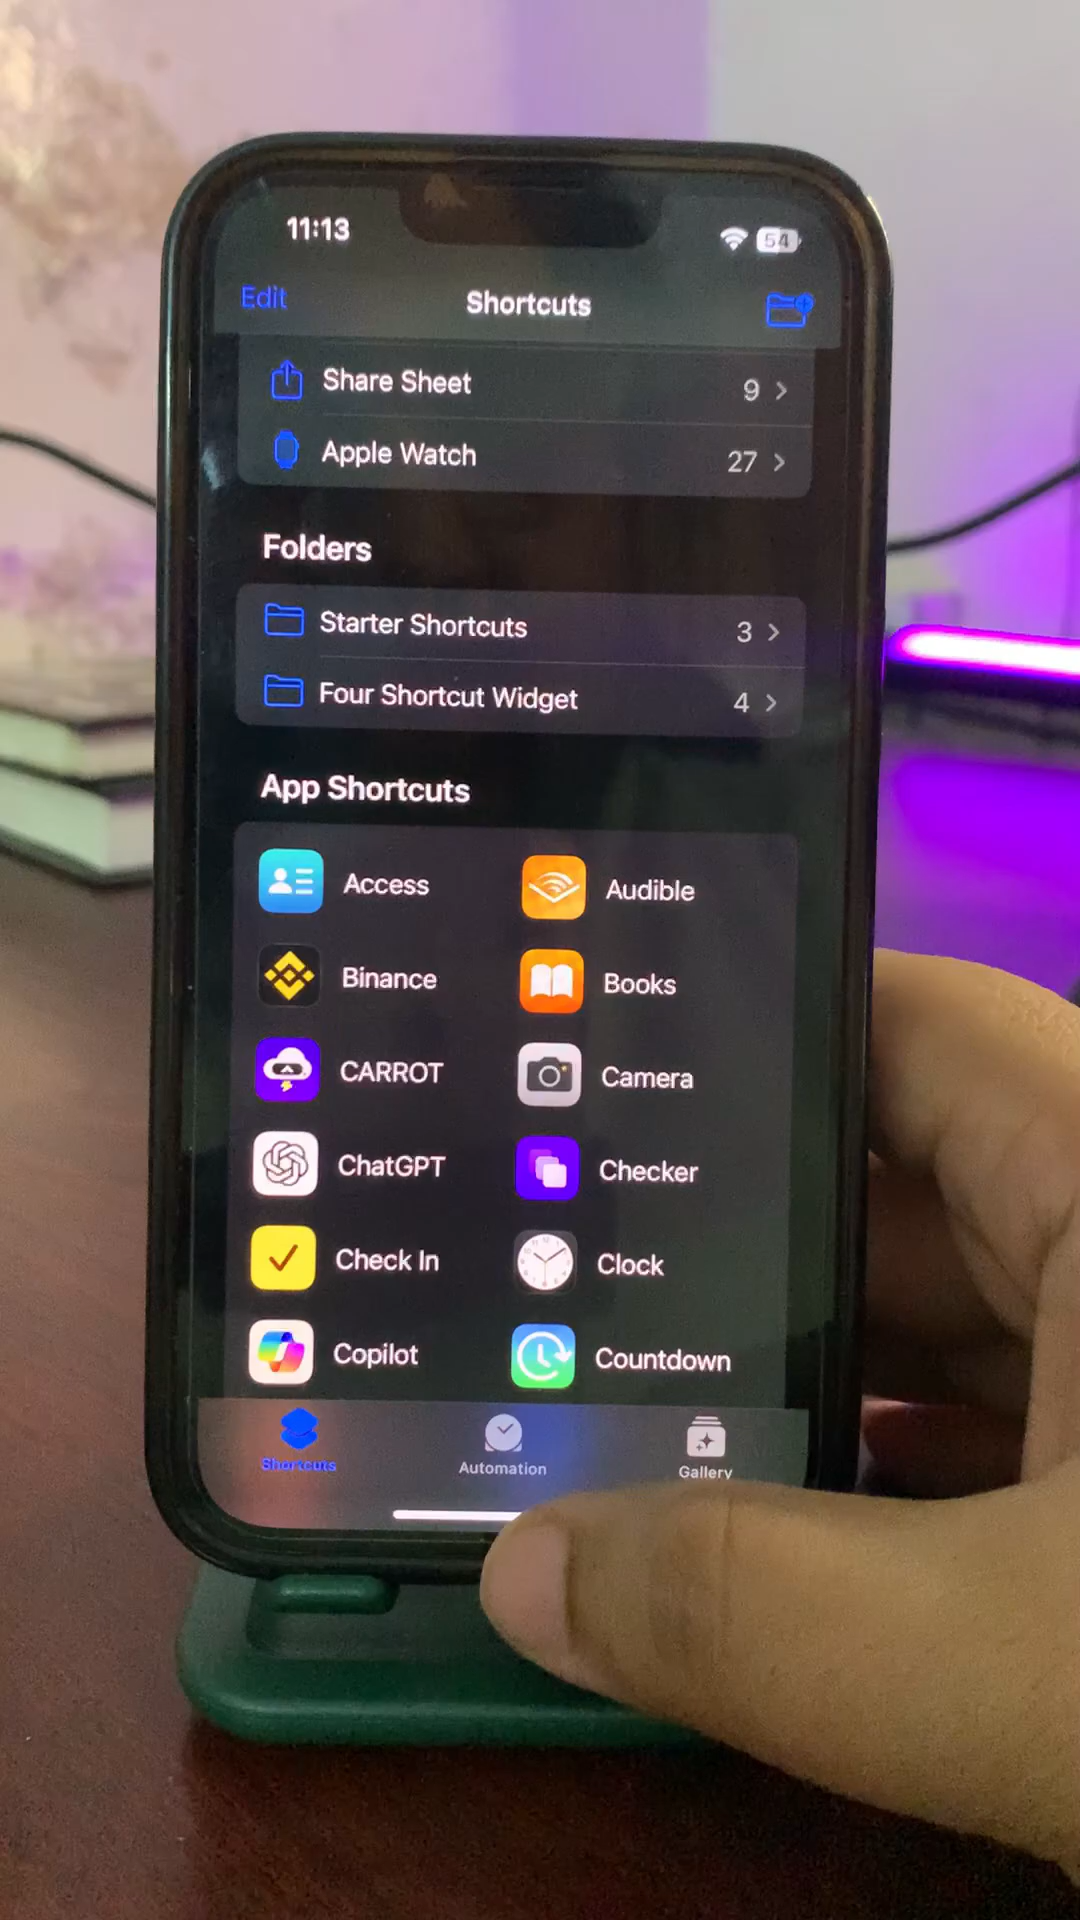 11:13
54
Edit
Shortcuts
Share Sheet 9
Apple Watch 27
Folders
Starter Shortcuts 3
Four Shortcut Widget 4
App Shortcuts
Access Audible
Binance Books
CARROT Camera
ChatGPT Checker
Check In Clock
Copilot Countdown
Shortcuts Automation Gallery